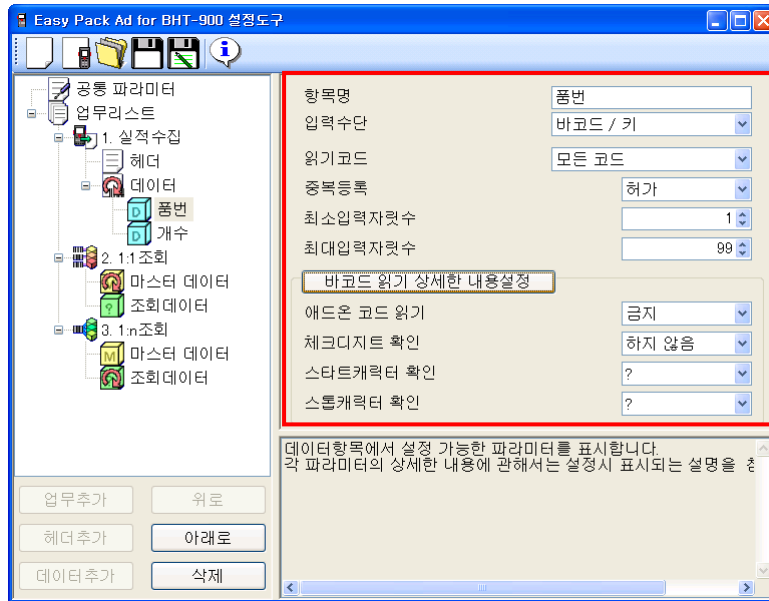 Easy Pack Ad for BHT-900 설정도구
공통 파라미터
업무리스트
1. 실적수집
헤더
데이터
품번
개수
2. 1:1조회
마스터 데이터
조회데이터
3. 1:n조회
마스터 데이터
조회데이터
업무추가
위로
헤더추가
아래로
데이터추가
삭제
항목명 품번
입력수단 바코드 / 키
읽기코드 모든 코드
중복등록 허가
최소입력자릿수 1
최대입력자릿수 99
바코드 읽기 상세한 내용설정
애드온 코드 읽기 금지
체크디지트 확인 하지 않음
스타트캐릭터 확인 ?
스톱캐릭터 확인 ?
데이터항목에서 설정 가능한 파라미터를 표시합니다.
각 파라미터의 상세한 내용에 관해서는 설정시 표시되는 설명을